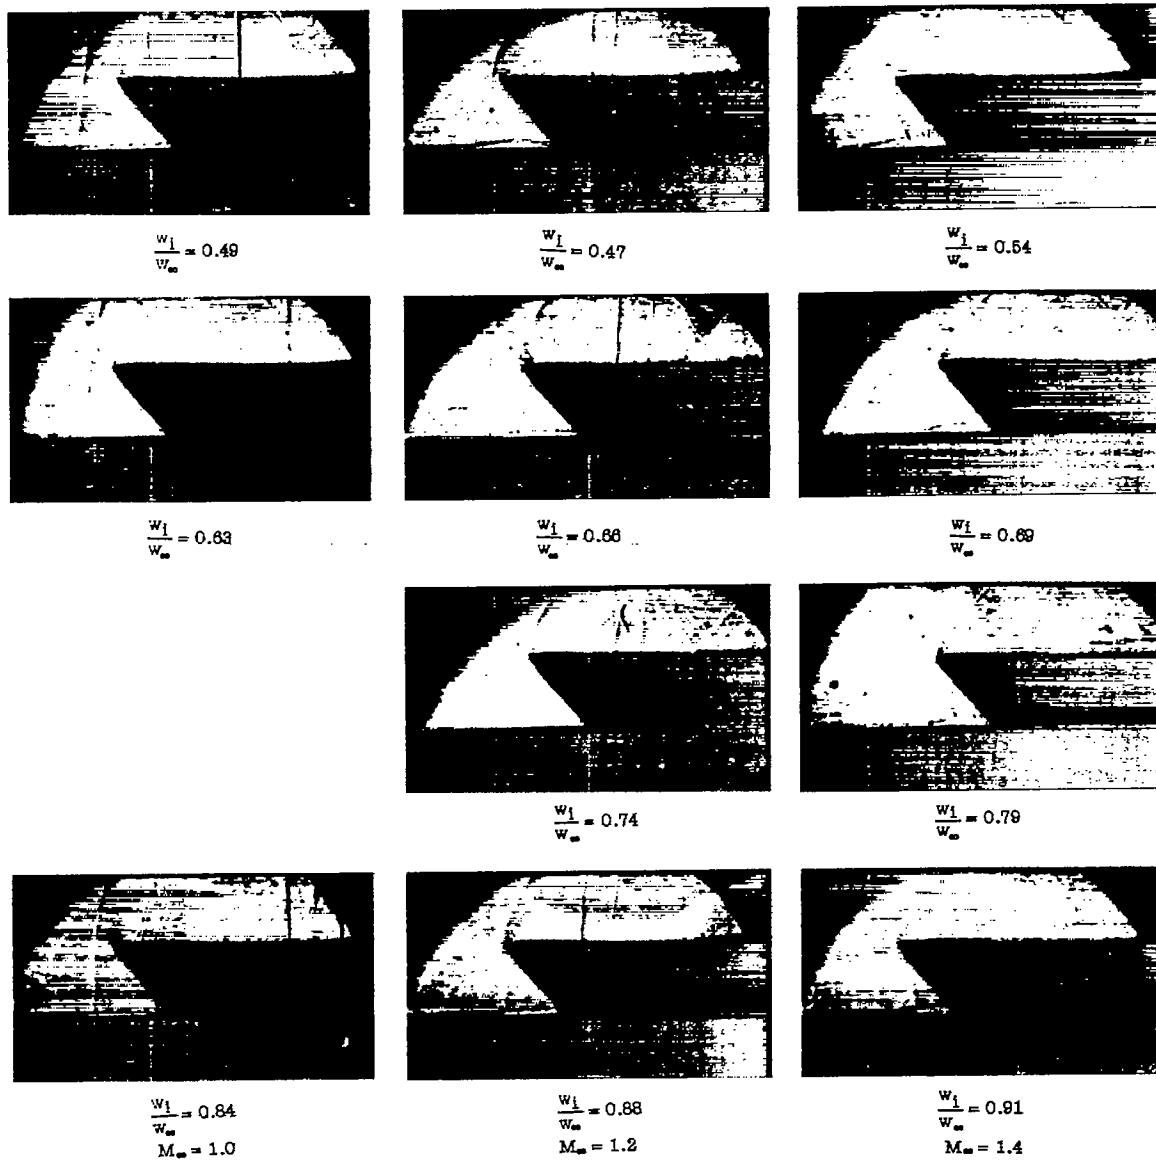 w_i/w_∞ = 0.49
w_i/w_∞ = 0.47
w_i/w_∞ = 0.54
w_i/w_∞ = 0.63
w_i/w_∞ = 0.66
w_i/w_∞ = 0.69
w_i/w_∞ = 0.74
w_i/w_∞ = 0.79
w_i/w_∞ = 0.84
w_i/w_∞ = 0.88
w_i/w_∞ = 0.91
M_∞ = 1.0
M_∞ = 1.2
M_∞ = 1.4